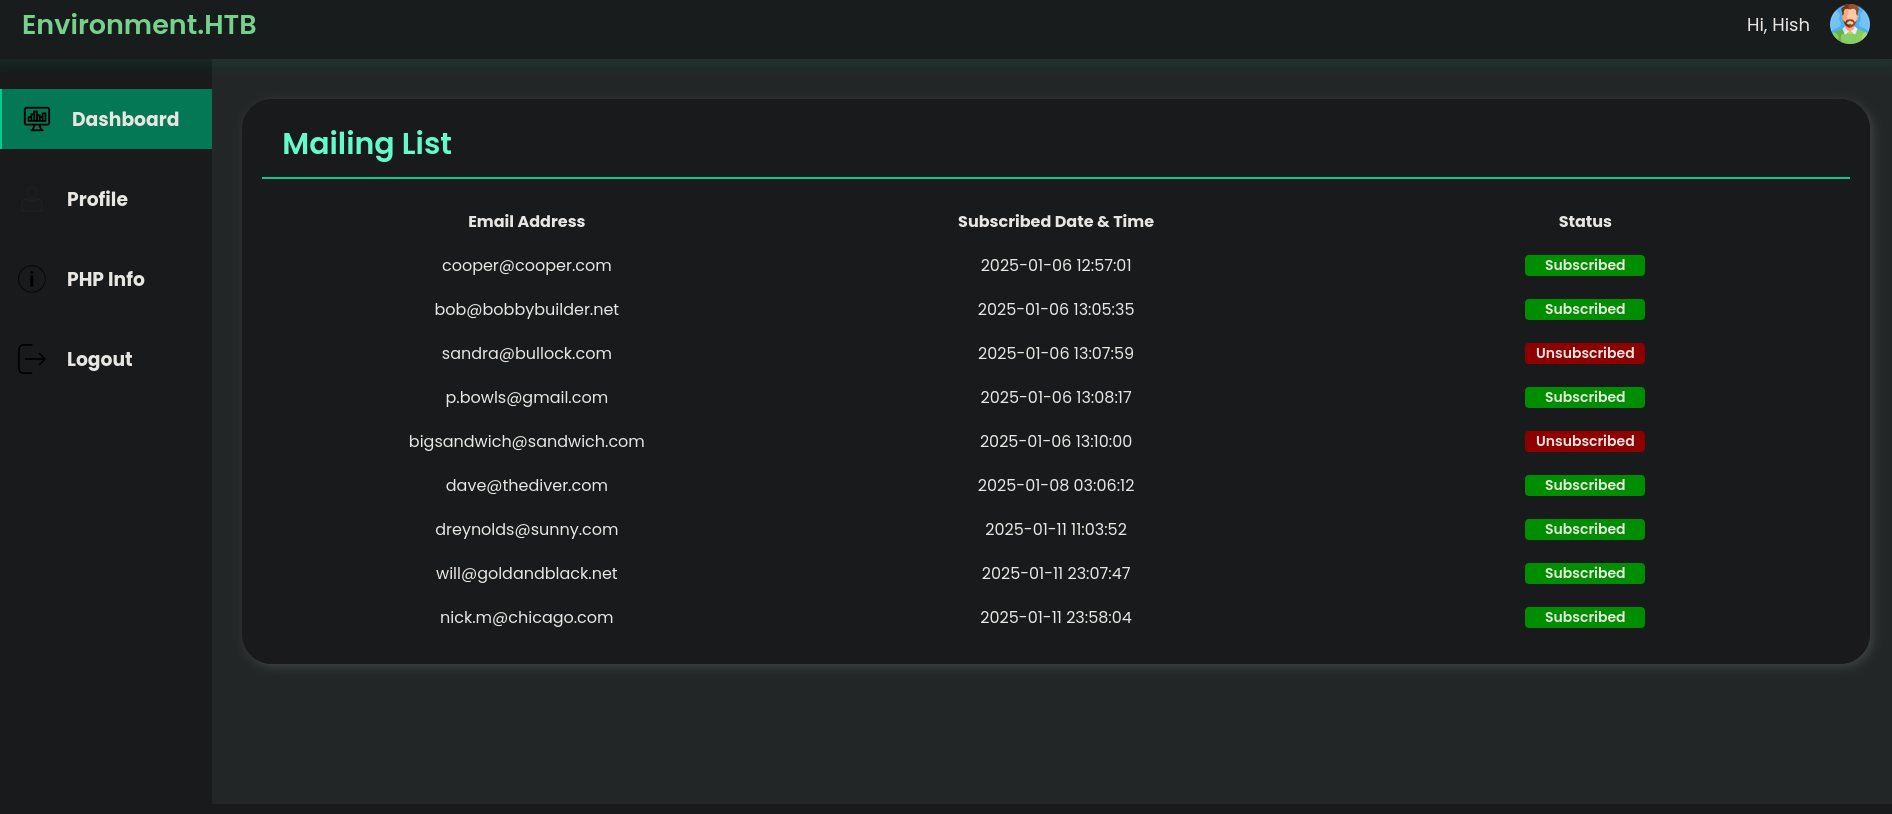 Environment.HTB
Hi, Hish
Dashboard
Profile
PHP Info
Logout
Mailing List
Email Address Subscribed Date & Time Status
cooper@cooper.com 2025-01-06 12:57:01 Subscribed
bob@bobbybuilder.net 2025-01-06 13:05:35 Subscribed
sandra@bullock.com 2025-01-06 13:07:59 Unsubscribed
p.bowls@gmail.com 2025-01-06 13:08:17 Subscribed
bigsandwich@sandwich.com 2025-01-06 13:10:00 Unsubscribed
dave@thediver.com 2025-01-08 03:06:12 Subscribed
dreynolds@sunny.com 2025-01-11 11:03:52 Subscribed
will@goldandblack.net 2025-01-11 23:07:47 Subscribed
nick.m@chicago.com 2025-01-11 23:58:04 Subscribed